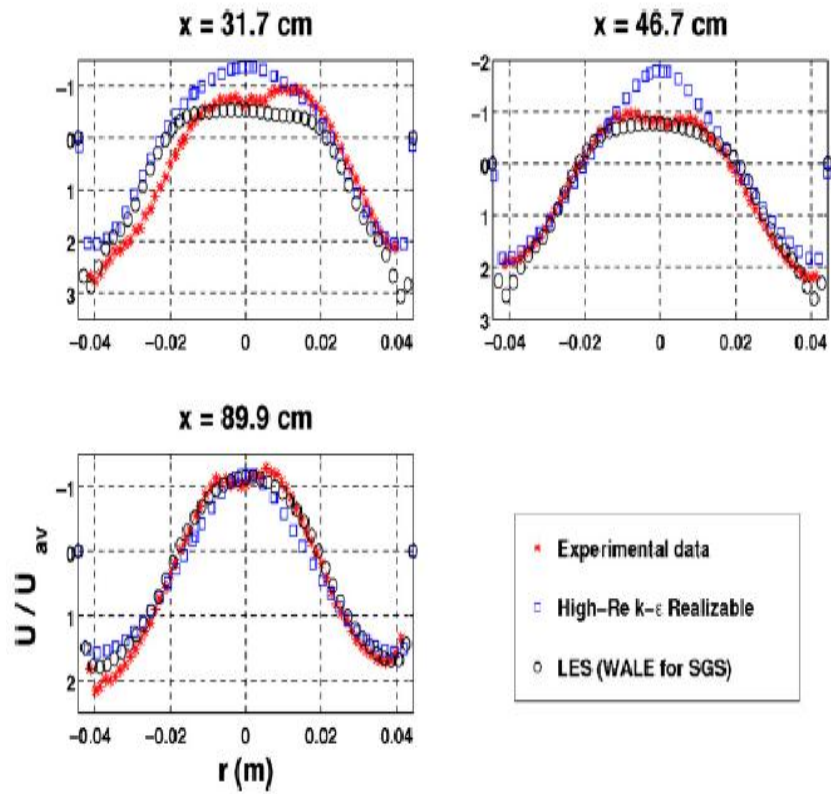 x = 31.7 cm
-1
0
1
2
3
-0.04 -0.02 0 0.02 0.04
x = 46.7 cm
-2
-1
0
1
2
3
-0.04 -0.02 0 0.02 0.04
x = 89.9 cm
-1
0
1
2
U / U av
-0.04 -0.02 0 0.02 0.04
r (m)
Experimental data
High-Re k-ε Realizable
LES (WALE for SGS)